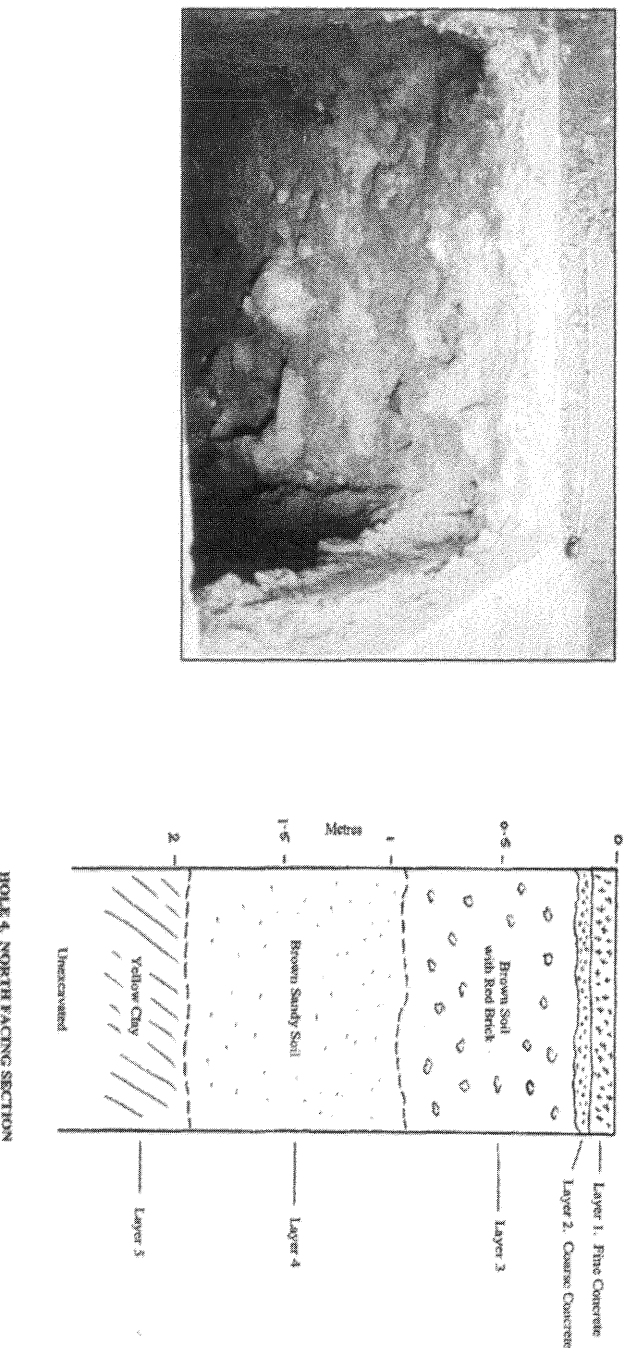 0
0·5
1
Metres
1·5
2
Layer 1. Fine Concrete
Layer 2. Coarse Concrete
Brown Soil
with Red Brick
Layer 3
Brown Sandy Soil
Layer 4
Yellow Clay
Layer 5
Unexcavated
HOLE 4. NORTH FACING SECTION